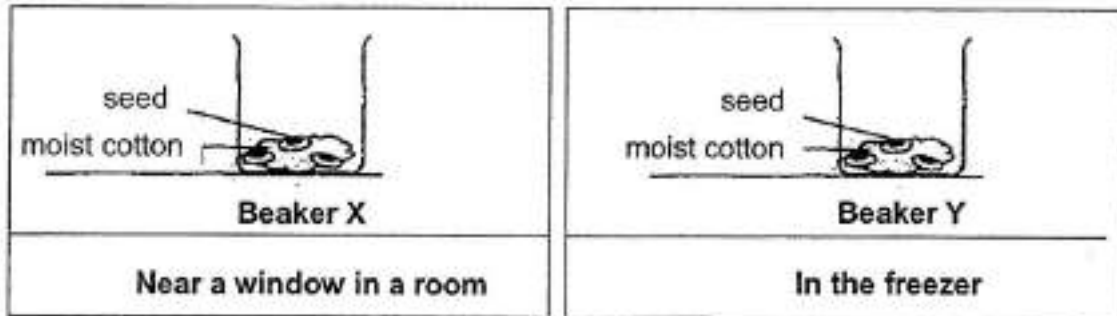 seed
moist cotton
Beaker X
Near a window in a room
seed
moist cotton
Beaker Y
In the freezer